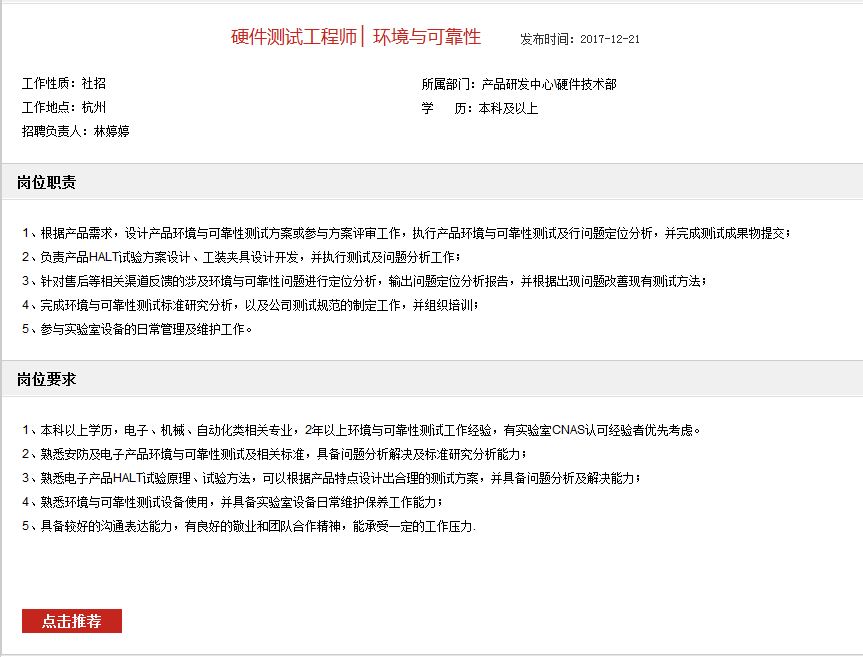 硬件测试工程师| 环境与可靠性 发布时间：2017-12-21
工作性质：社招 所属部门：产品研发中心\硬件技术部
工作地点：杭州 学 历：本科及以上
招聘负责人：林婷婷
岗位职责
1、根据产品需求，设计产品环境与可靠性测试方案或参与方案评审工作，执行产品环境与可靠性测试及行问题定位分析，并完成测试成果物提交；
2、负责产品HALT试验方案设计、工装夹具设计开发，并执行测试及问题分析工作；
3、针对售后等相关渠道反馈的涉及环境与可靠性问题进行定位分析，输出问题定位分析报告，并根据出现问题改善现有测试方法；
4、完成环境与可靠性测试标准研究分析，以及公司测试规范的制定工作，并组织培训；
5、参与实验室设备的日常管理及维护工作。
岗位要求
1、本科以上学历，电子、机械、自动化类相关专业，2年以上环境与可靠性测试工作经验，有实验室CNAS认可经验者优先考虑。
2、熟悉安防及电子产品环境与可靠性测试及相关标准，具备问题分析解决及标准研究分析能力；
3、熟悉电子产品HALT试验原理、试验方法，可以根据产品特点设计出合理的测试方案，并具备问题分析及解决能力；
4、熟悉环境与可靠性测试设备使用，并具备实验室设备日常维护保养工作能力；
5、具备较好的沟通表达能力，有良好的敬业和团队合作精神，能承受一定的工作压力.
点击推荐